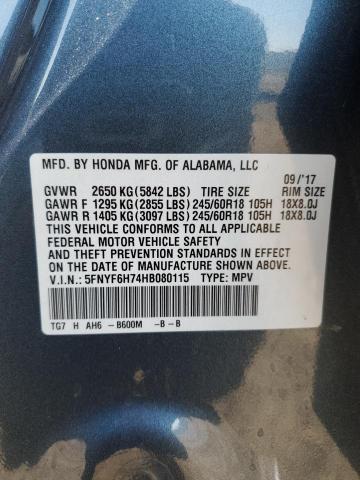 MFD. BY HONDA MFG. OF ALABAMA, LLC
09/'17
GVWR 2650 KG (5842 LBS) TIRE SIZE RIM SIZE
GAWR F 1295 KG (2855 LBS) 245/60R18 105H 18X8.0J
GAWR R 1405 KG (3097 LBS) 245/60R18 105H 18X8.0J
THIS VEHICLE CONFORMS TO ALL APPLICABLE
FEDERAL MOTOR VEHICLE SAFETY
AND THEFT PREVENTION STANDARDS IN EFFECT
ON THE DATE OF MANUFACTURE SHOWN ABOVE.
V.I.N.: 5FNYF6H74HB080115 TYPE: MPV
TG7 H AH6 -B600M -B -B